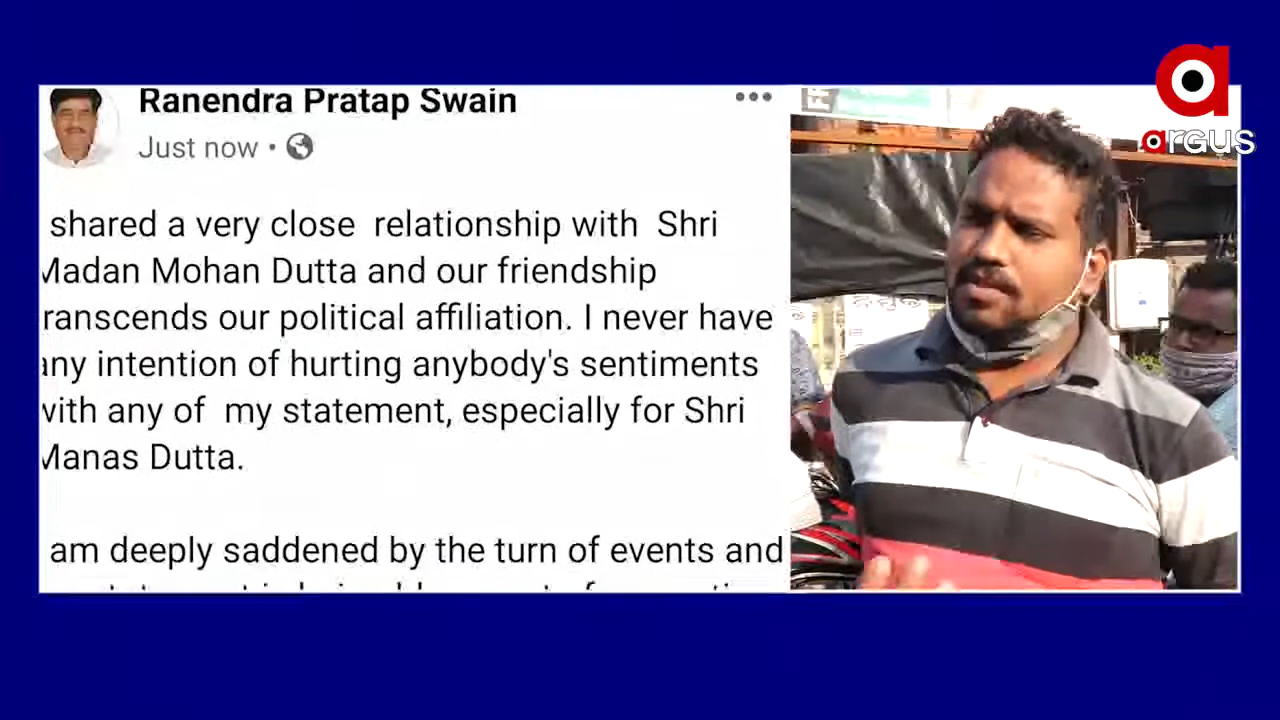 Ranendra Pratap Swain
Just now
shared a very close relationship with Shri
Madan Mohan Dutta and our friendship
ranscends our political affiliation. I never have
any intention of hurting anybody's sentiments
with any of my statement, especially for Shri
Manas Dutta.
am deeply saddened by the turn of events and
argus